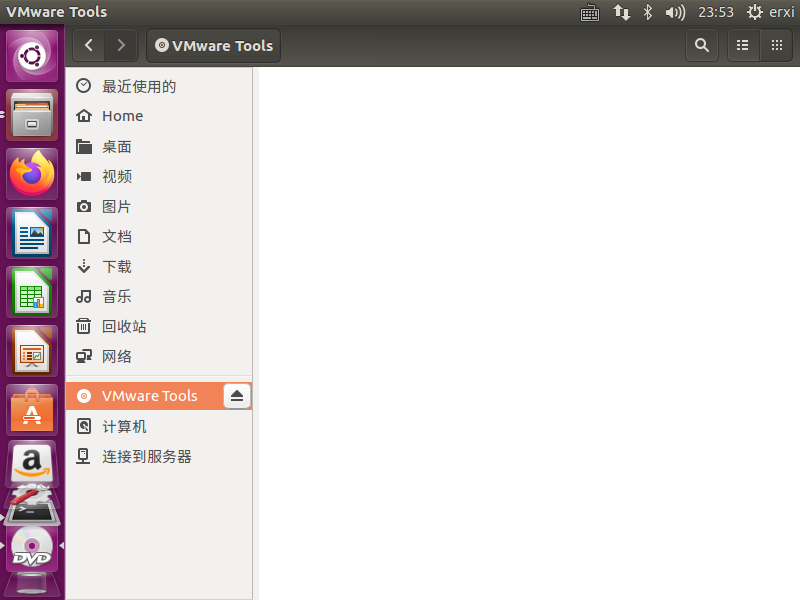 VMware Tools
23:53
erxi
VMware Tools
最近使用的
Home
桌面
视频
图片
文档
下载
音乐
回收站
网络
VMware Tools
计算机
连接到服务器
A
a
DVD